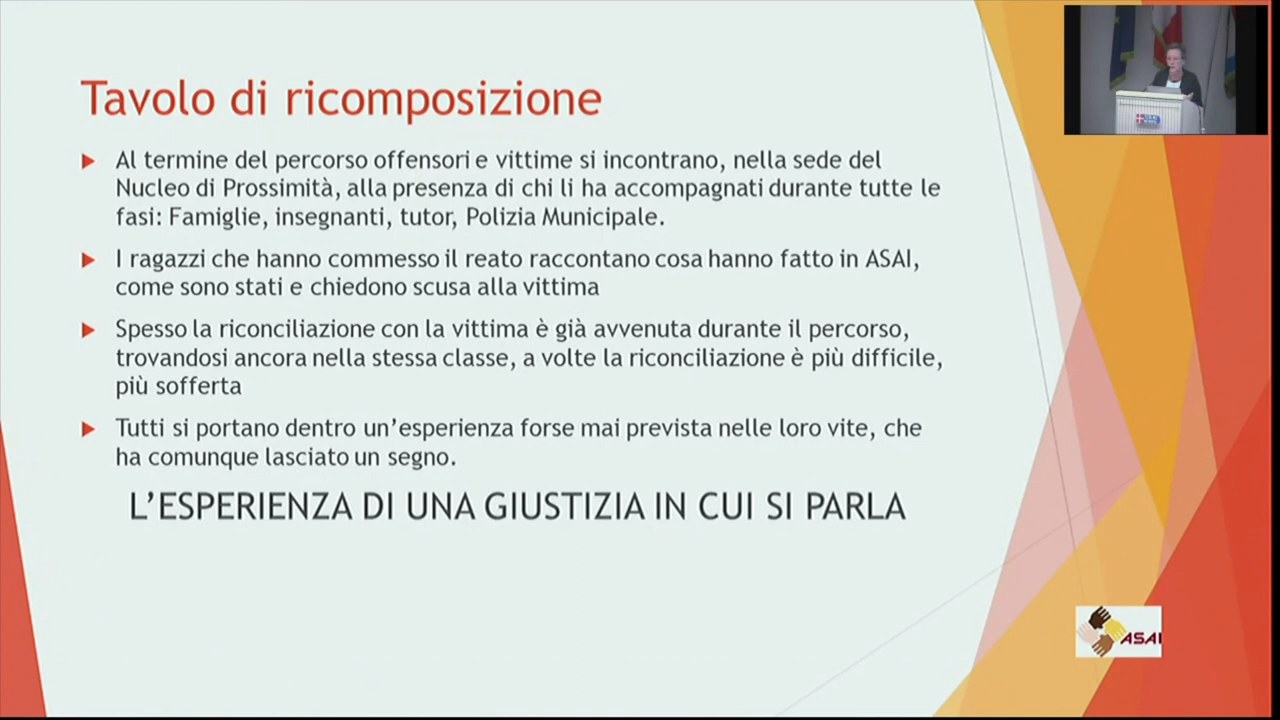 Tavolo di ricomposizione
Al termine del percorso offensori e vittime si incontrano, nella sede del
Nucleo di Prossimità, alla presenza di chi li ha accompagnati durante tutte le
fasi: Famiglie, insegnanti, tutor, Polizia Municipale.
I ragazzi che hanno commesso il reato raccontano cosa hanno fatto in ASAI,
come sono stati e chiedono scusa alla vittima
Spesso la riconciliazione con la vittima è già avvenuta durante il percorso,
trovandosi ancora nella stessa classe, a volte la riconciliazione è più difficile,
più sofferta
Tutti si portano dentro un'esperienza forse mai prevista nelle loro vite, che
ha comunque lasciato un segno.
L'ESPERIENZA DI UNA GIUSTIZIA IN CUI SI PARLA
ASAI